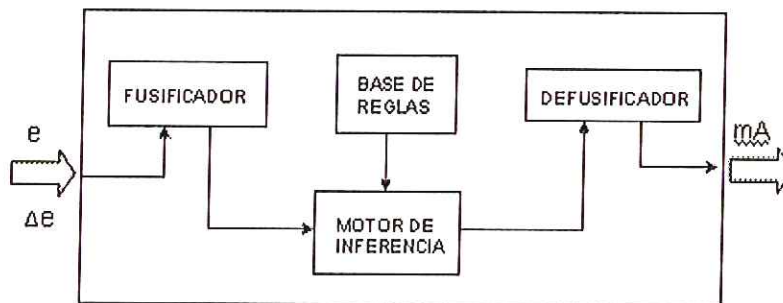 FUSIFICADOR
BASE DE
REGLAS
DEFUSIFICADOR
e
Δe
mA
MOTOR DE
INFERENCIA